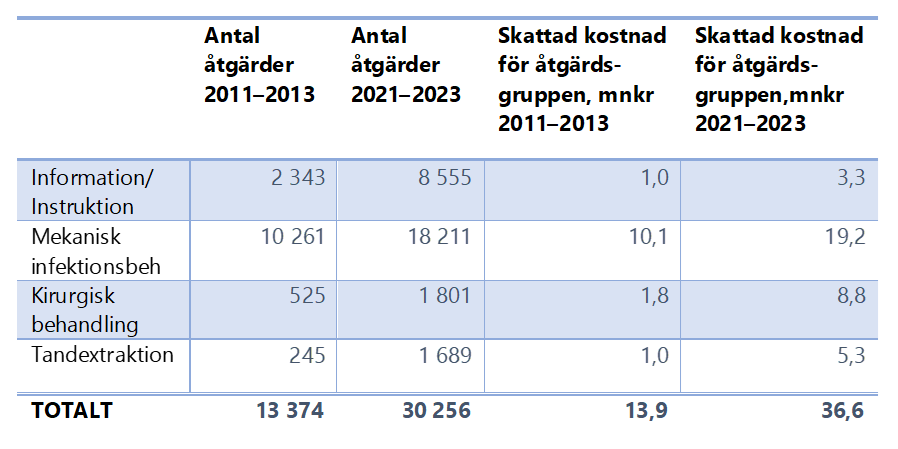 Antal åtgärder 2011–2013	Antal åtgärder 2021–2023	Skattad kostnad för åtgärds-gruppen, mnkr 2011–2013	Skattad kostnad för åtgärds-gruppen,mnkr 2021–2023
Information/	2 343	8 555	1,0	3,3
Instruktion
Mekanisk	10 261	18 211	10,1	19,2
infektionsbeh
Kirurgisk	525	1 801	1,8	8,8
behandling
Tandextraktion	245	1 689	1,0	5,3
TOTALT	13 374	30 256	13,9	36,6